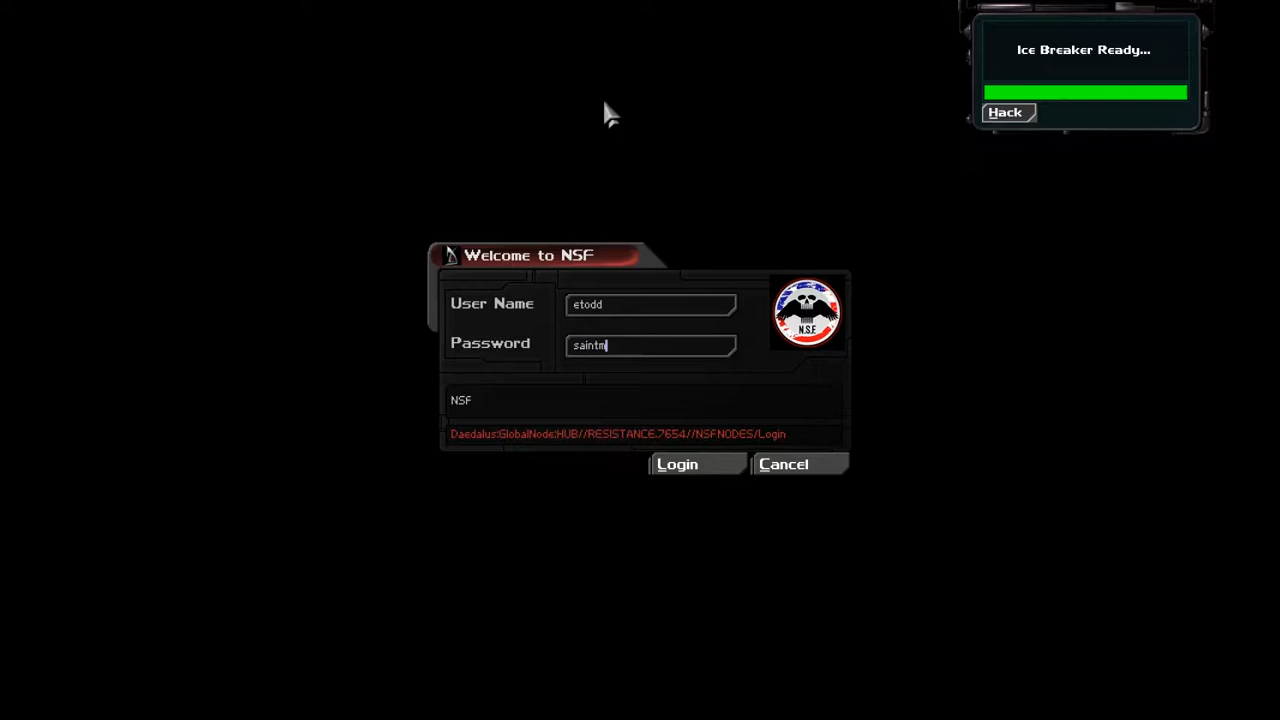 Ice Breaker Ready...
Hack
Welcome to NSF
User Name
etodd
N.S.F.
Password
saintm
NSF
Daedalus:GlobalNode:HUB//RESISTANCE.7654//NSFNODES/Login
Login
Cancel